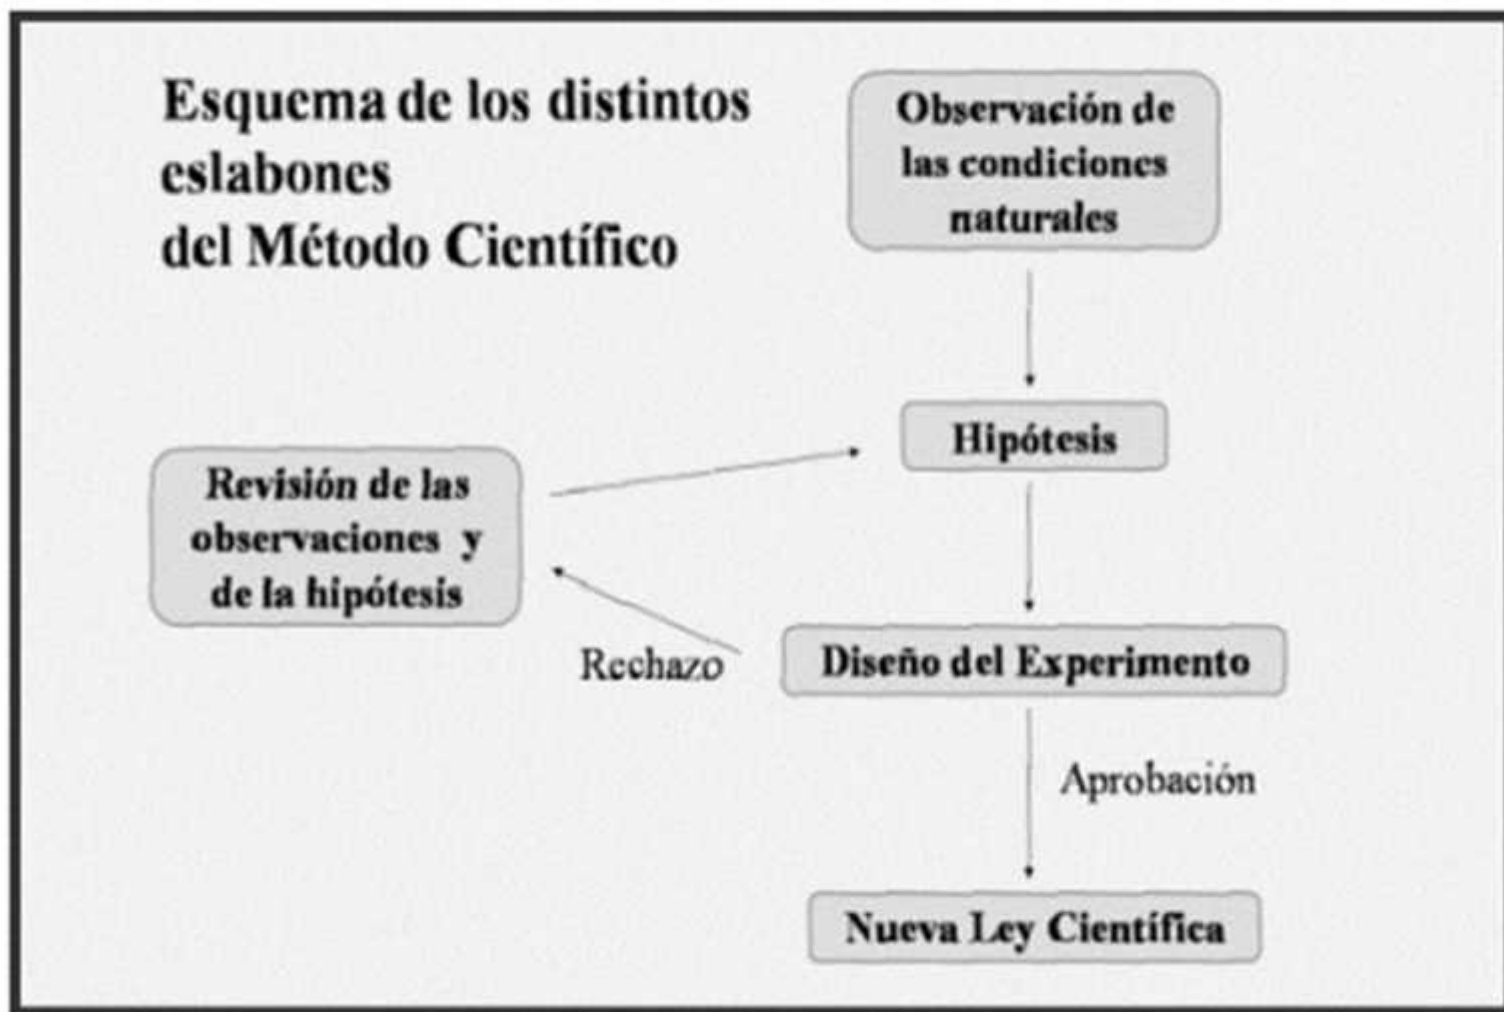 Esquema de los distintos
eslabones
del Método Científico
Observación de
las condiciones
naturales
Hipótesis
Revisión de las
observaciones y
de la hipótesis
Rechazo
Diseño del Experimento
Aprobación
Nueva Ley Científica